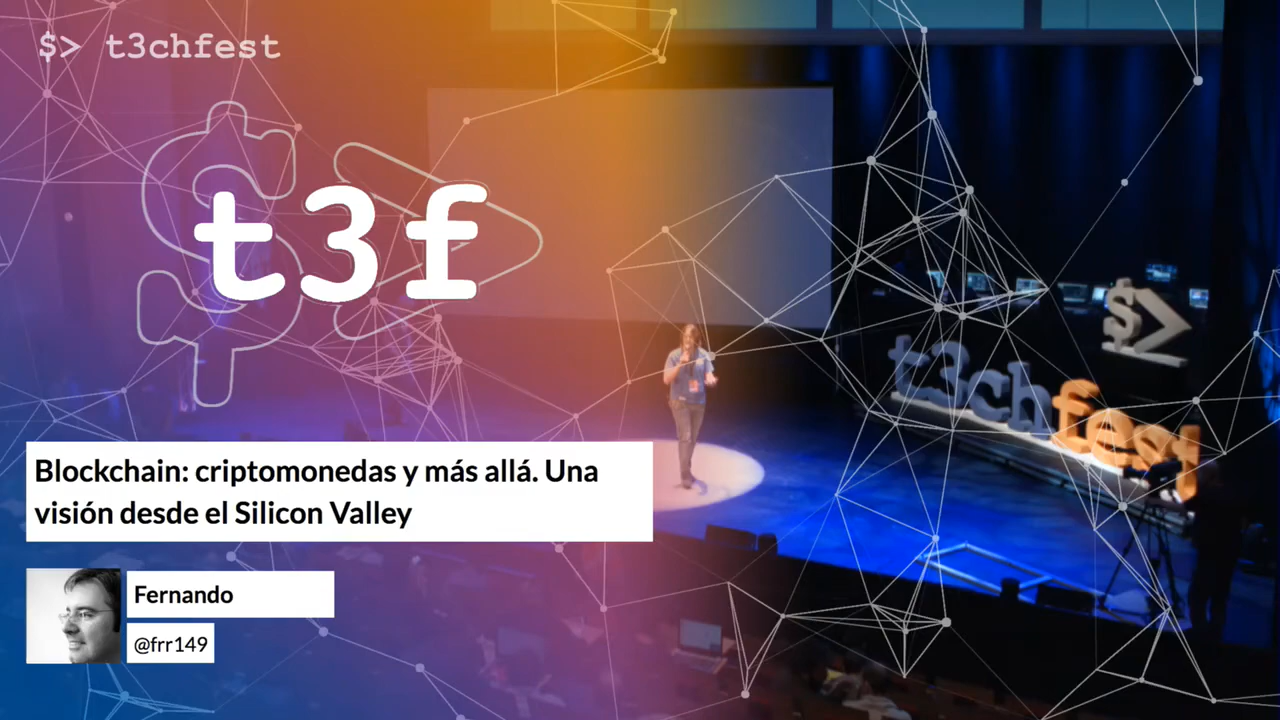 $> t3chfest
t3f
$>
t3chfest
Blockchain: criptomonedas y más allá. Una
visión desde el Silicon Valley
Fernando
@frr149